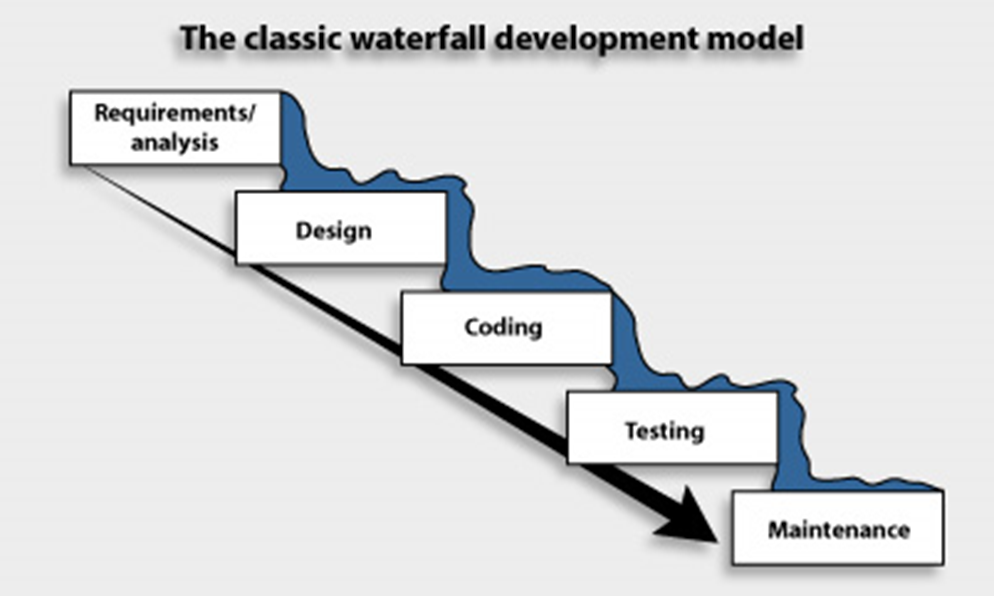 The classic waterfall development model
Requirements/
analysis
Design
Coding
Testing
Maintenance